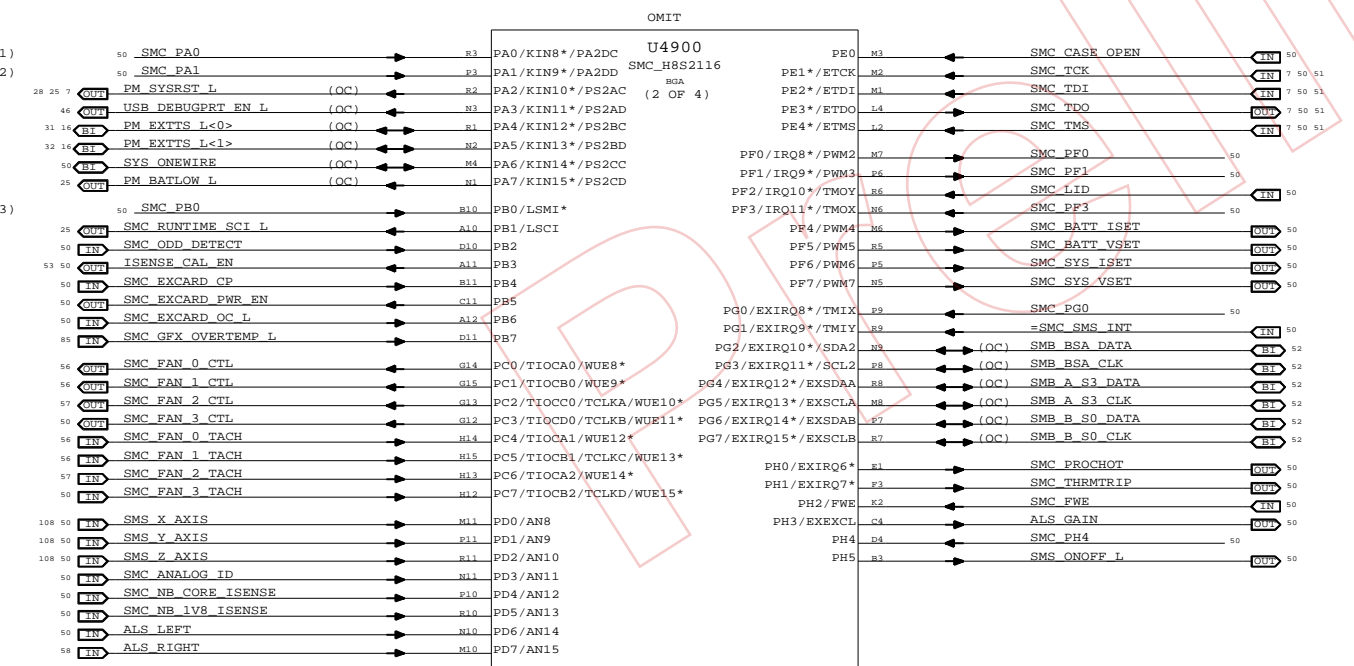 OMIT
U4900
SMC_H8S2116
BGA
(2 OF 4)
1) 50 SMC_PA0 R3 PA0/KIN8*/PA2DC
2) 50 SMC_PA1 P3 PA1/KIN9*/PA2DD
28 25 7 OUT PM_SYSRST_L (OC) R2 PA2/KIN10*/PS2AC
46 OUT USB_DEBUGPRT_EN_L (OC) N3 PA3/KIN11*/PS2AD
31 16 BI PM_EXTTS_L<0> (OC) R1 PA4/KIN12*/PS2BC
32 16 BI PM_EXTTS_L<1> (OC) N2 PA5/KIN13*/PS2BD
50 BI SYS_ONEWIRE (OC) M4 PA6/KIN14*/PS2CC
25 OUT PM_BATLOW_L (OC) N1 PA7/KIN15*/PS2CD
3) 50 SMC_PB0 B10 PB0/LSMI*
25 OUT SMC_RUNTIME_SCI_L A10 PB1/LSCI
50 IN SMC_ODD_DETECT D10 PB2
53 50 OUT ISENSE_CAL_EN A11 PB3
50 IN SMC_EXCARD_CP B11 PB4
50 OUT SMC_EXCARD_PWR_EN C11 PB5
50 IN SMC_EXCARD_OC_L A12 PB6
85 IN SMC_GFX_OVERTEMP_L D11 PB7
56 OUT SMC_FAN_0_CTL G14 PC0/TIOCA0/WUE8*
56 OUT SMC_FAN_1_CTL G15 PC1/TIOCB0/WUE9*
57 OUT SMC_FAN_2_CTL G13 PC2/TIOCC0/TCLKA/WUE10*
50 OUT SMC_FAN_3_CTL G12 PC3/TIOCD0/TCLKB/WUE11*
56 IN SMC_FAN_0_TACH H14 PC4/TIOCA1/WUE12*
56 IN SMC_FAN_1_TACH H15 PC5/TIOCB1/TCLKC/WUE13*
57 IN SMC_FAN_2_TACH H13 PC6/TIOCA2/WUE14*
50 IN SMC_FAN_3_TACH H12 PC7/TIOCB2/TCLKD/WUE15*
108 50 IN SMS_X_AXIS M11 PD0/AN8
108 50 IN SMS_Y_AXIS P11 PD1/AN9
108 50 IN SMS_Z_AXIS R11 PD2/AN10
50 IN SMC_ANALOG_ID N11 PD3/AN11
50 IN SMC_NB_CORE_ISENSE P10 PD4/AN12
50 IN SMC_NB_1V8_ISENSE R10 PD5/AN13
50 IN ALS_LEFT N10 PD6/AN14
58 IN ALS_RIGHT M10 PD7/AN15
PE0 M3 SMC_CASE_OPEN IN 50
PE1*/ETCK M2 SMC_TCK IN 7 50 51
PE2*/ETDI M1 SMC_TDI IN 7 50 51
PE3*/ETDO L4 SMC_TDO OUT 7 50 51
PE4*/ETMS L2 SMC_TMS IN 7 50 51
PF0/IRQ8*/PWM2 M7 SMC_PF0 50
PF1/IRQ9*/PWM3 P6 SMC_PF1 50
PF2/IRQ10*/TMOY R6 SMC_LID IN 50
PF3/IRQ11*/TMOX N6 SMC_PF3 50
PF4/PWM4 M6 SMC_BATT_ISET OUT 50
PF5/PWM5 R5 SMC_BATT_VSET OUT 50
PF6/PWM6 P5 SMC_SYS_ISET OUT 50
PF7/PWM7 N5 SMC_SYS_VSET OUT 50
PG0/EXIRQ8*/TMIX P9 SMC_PG0 50
PG1/EXIRQ9*/TMIY R9 =SMC_SMS_INT IN 50
PG2/EXIRQ10*/SDA2 N9 (OC) SMB_BSA_DATA BI 52
PG3/EXIRQ11*/SCL2 P8 (OC) SMB_BSA_CLK BI 52
PG4/EXIRQ12*/EXSDAA R8 (OC) SMB_A_S3_DATA BI 52
PG5/EXIRQ13*/EXSCLA M8 (OC) SMB_A_S3_CLK BI 52
PG6/EXIRQ14*/EXSDAB P7 (OC) SMB_B_S0_DATA BI 52
PG7/EXIRQ15*/EXSCLB R7 (OC) SMB_B_S0_CLK BI 52
PH0/EXIRQ6* E1 SMC_PROCHOT OUT 50
PH1/EXIRQ7* F3 SMC_THRMTRIP OUT 50
PH2/FWE K2 SMC_FWE IN 50
PH3/EXEXCL C4 ALS_GAIN OUT 50
PH4 D4 SMC_PH4 50
PH5 B3 SMS_ONOFF_L OUT 50